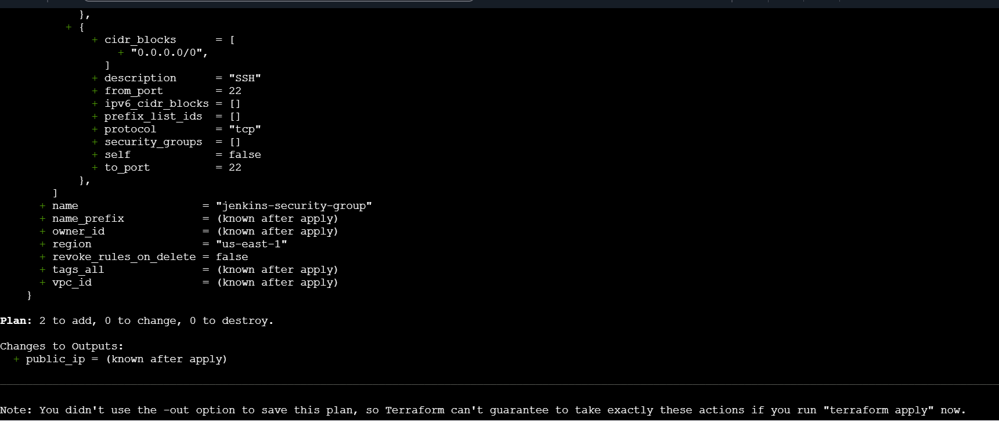 },
+ {
+ cidr_blocks = [
+ "0.0.0.0/0",
]
+ description = "SSH"
+ from_port = 22
+ ipv6_cidr_blocks = []
+ prefix_list_ids = []
+ protocol = "tcp"
+ security_groups = []
+ self = false
+ to_port = 22
},
]
+ name = "jenkins-security-group"
+ name_prefix = (known after apply)
+ owner_id = (known after apply)
+ region = "us-east-1"
+ revoke_rules_on_delete = false
+ tags_all = (known after apply)
+ vpc_id = (known after apply)
}
Plan: 2 to add, 0 to change, 0 to destroy.
Changes to Outputs:
+ public_ip = (known after apply)
Note: You didn't use the -out option to save this plan, so Terraform can't guarantee to take exactly these actions if you run "terraform apply" now.